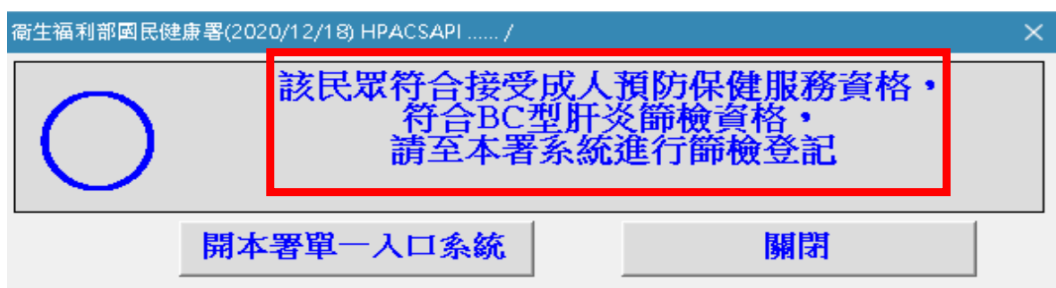 衛生福利部國民健康署(2020/12/18) HPACSAPI ...... /
該民眾符合接受成人預防保健服務資格，
符合BC型肝炎篩檢資格，
請至本署系統進行篩檢登記
開本署單一入口系統
關閉